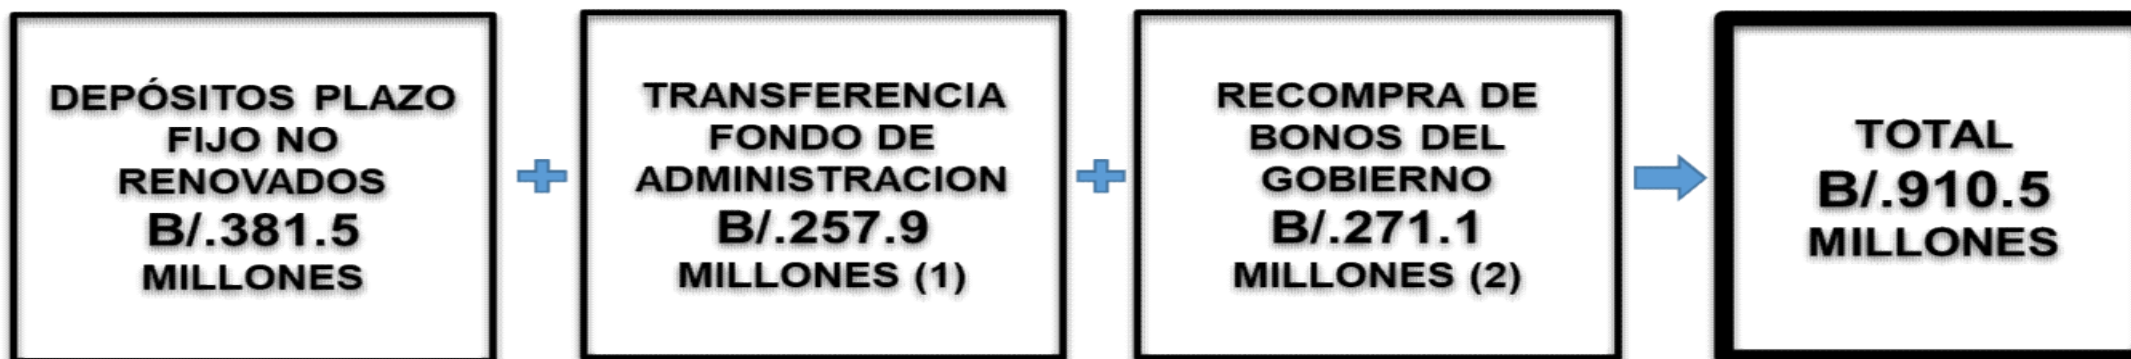 DEPÓSITOS PLAZO
FIJO NO
RENOVADOS
B/.381.5
MILLONES
TRANSFERENCIA
FONDO DE
ADMINISTRACION
B/.257.9
MILLONES (1)
RECOMPRA DE
BONOS DEL
GOBIERNO
B/.271.1
MILLONES (2)
TOTAL
B/.910.5
MILLONES